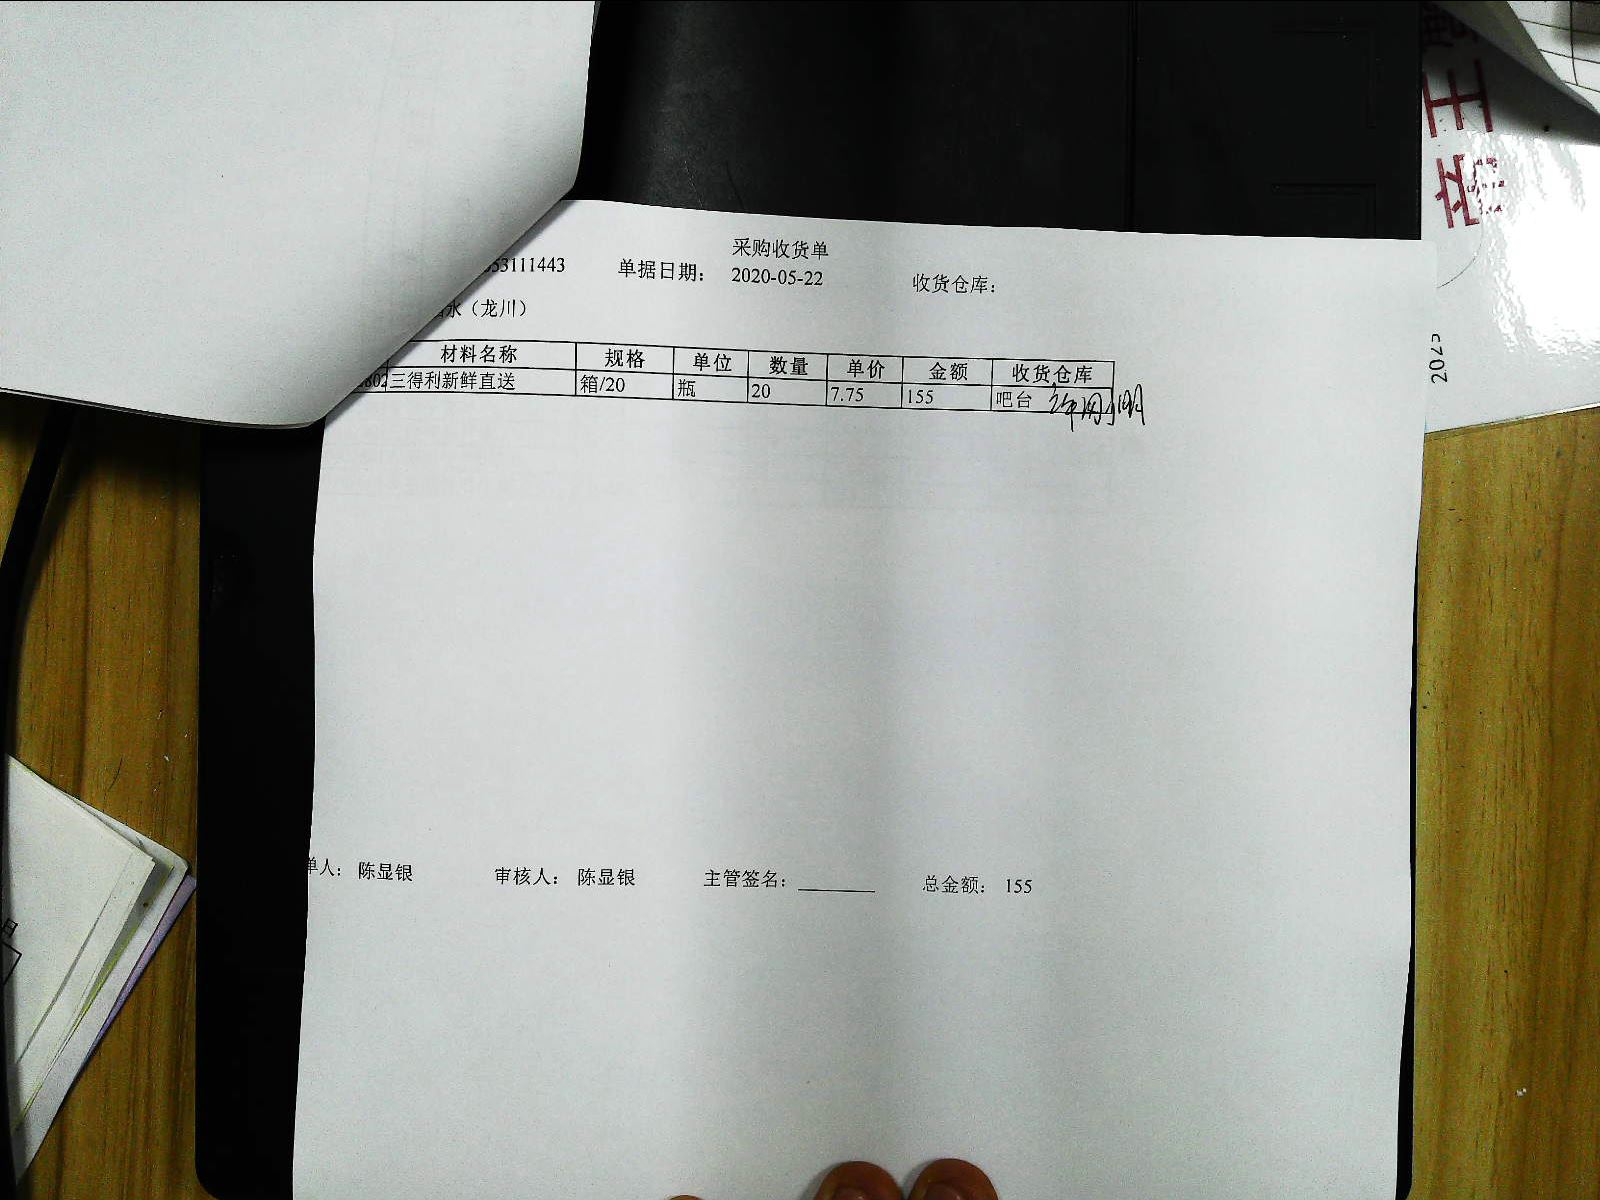 采购收货单
53111443 单据日期： 2020-05-22 收货仓库：
水（龙川）
材料名称 规格 单位 数量 单价 金额 收货仓库
802 三得利新鲜直送 箱/20 瓶 20 7.75 155 吧台
单人： 陈显银 审核人： 陈显银 主管签名： 总金额： 155
2025